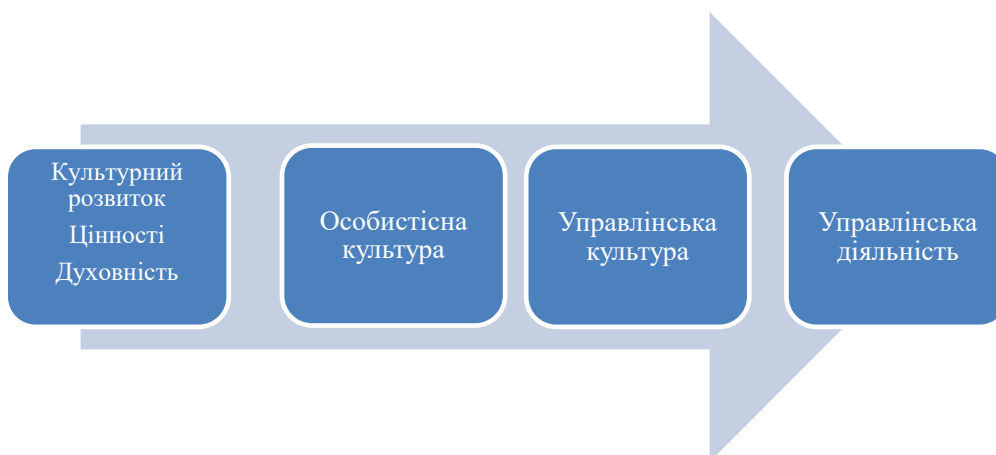 Культурний
розвиток
Цінності
Духовність
Особистісна
культура
Управлінська
культура
Управлінська
діяльність